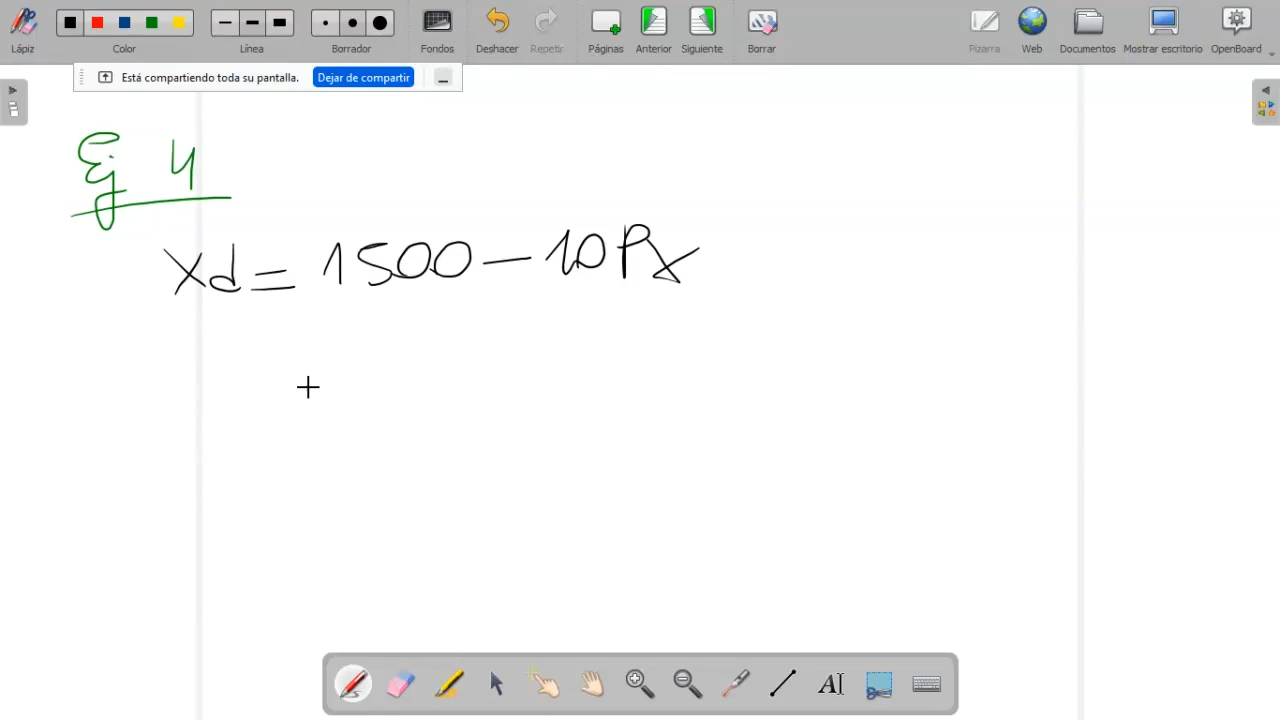 Lápiz Color Línea Borrador Fondos Deshacer Repetir Páginas Anterior Siguiente Borrar Pizarra Web Documentos Mostrar escritorio OpenBoard
Está compartiendo toda su pantalla. Dejar de compartir
Ej 4
Xd = 1500 - 10Px